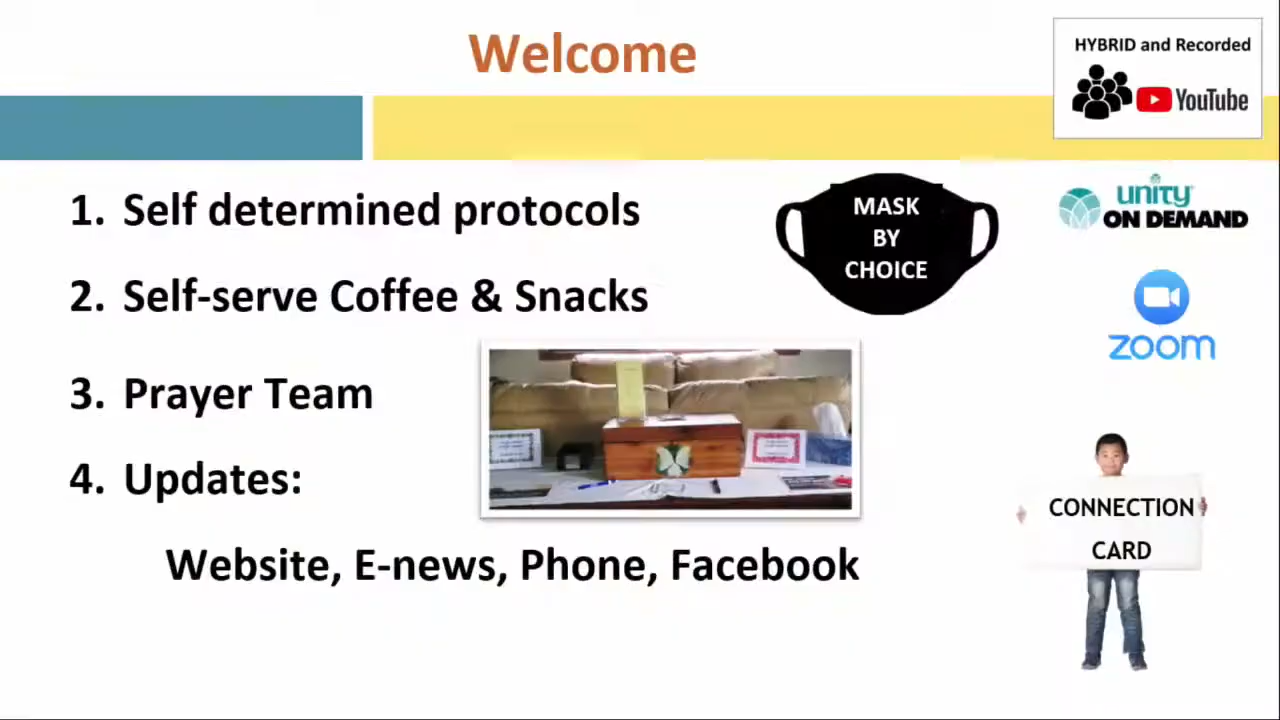 Welcome
HYBRID and Recorded
YouTube
1. Self determined protocols
MASK
BY
CHOICE
unity
ON DEMAND
2. Self-serve Coffee & Snacks
zoom
3. Prayer Team
4. Updates:
CONNECTION
CARD
Website, E-news, Phone, Facebook